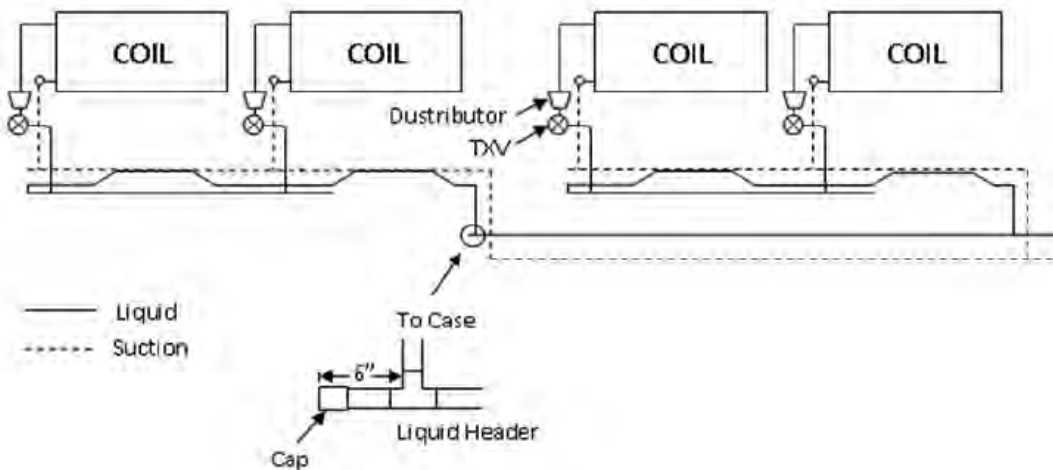 COIL
COIL
COIL
COIL
Dustributor
TXV
Liquid
Suction
To Case
6"
Liquid Header
Cap